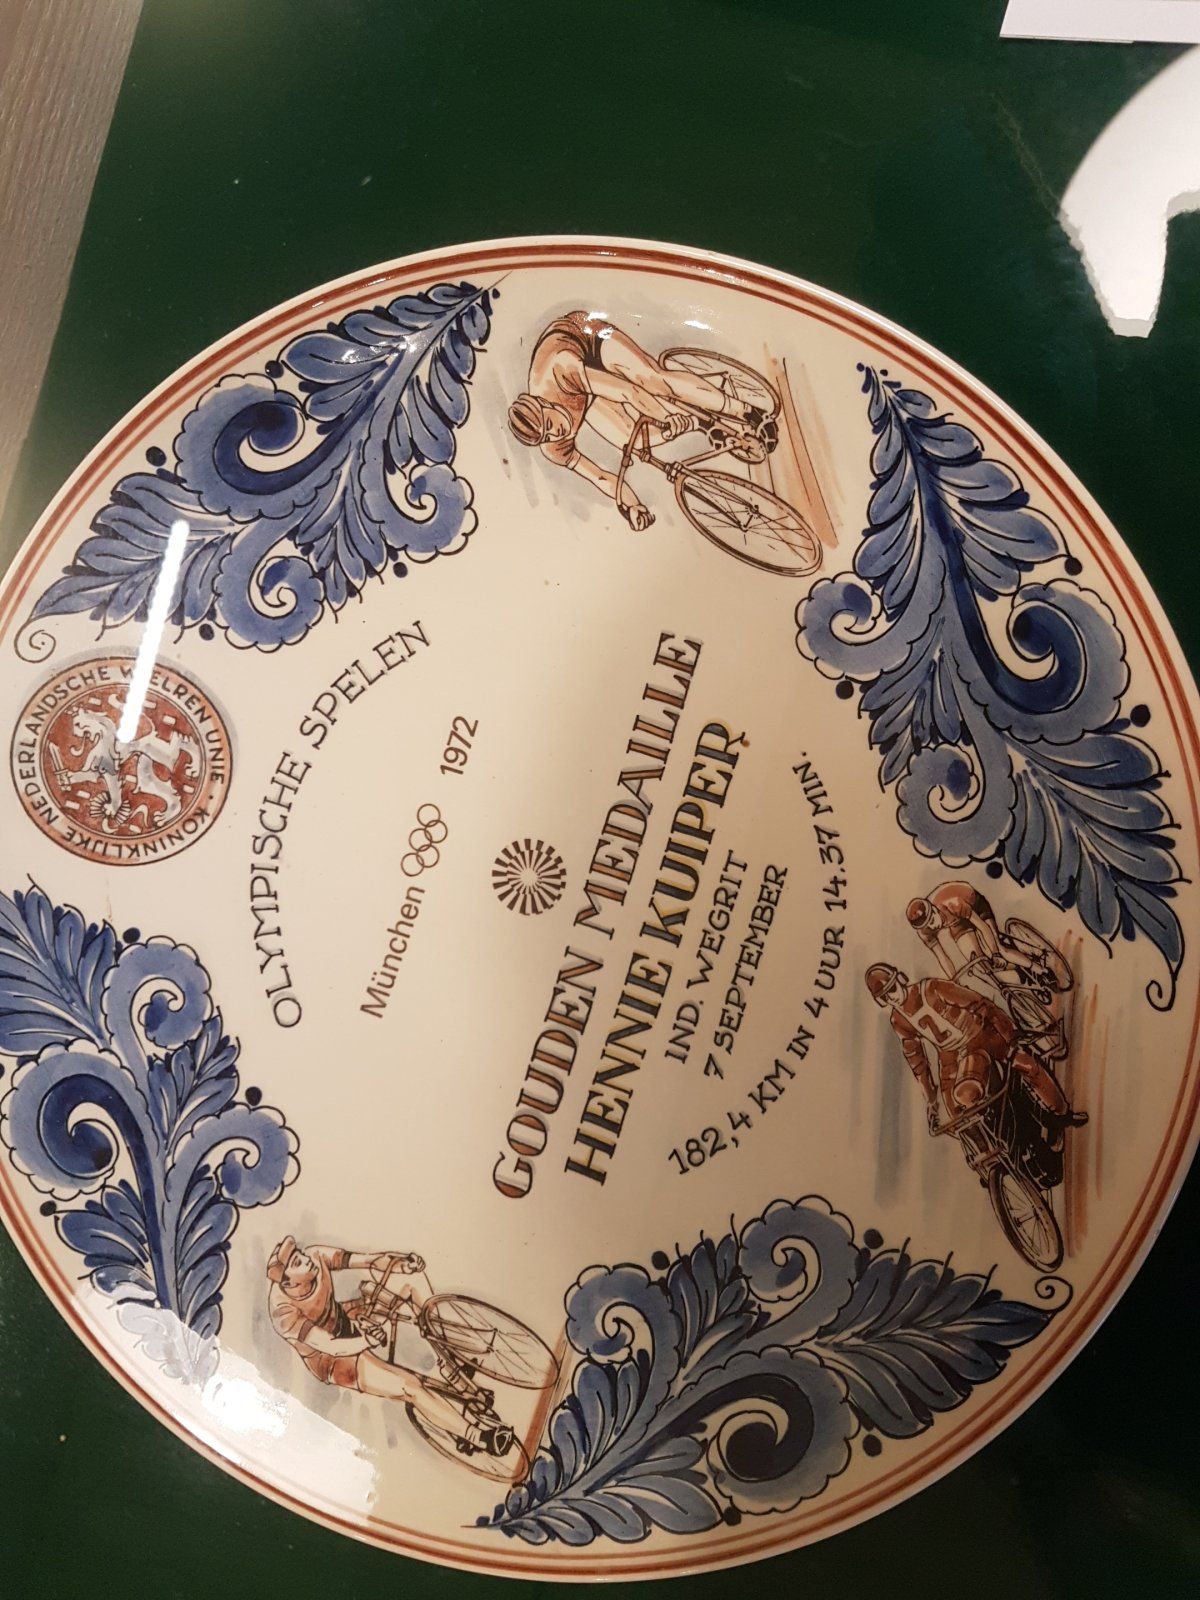 KONINKLIJKE NEDERLANDSCHE WIELREN UNIE
OLYMPISCHE SPELEN
München 1972
GOUDEN MEDAILLE
HENNIE KUIPER
IND. WEGRIT
7 SEPTEMBER
182,4 KM IN 4 UUR 14.37 MIN.
2